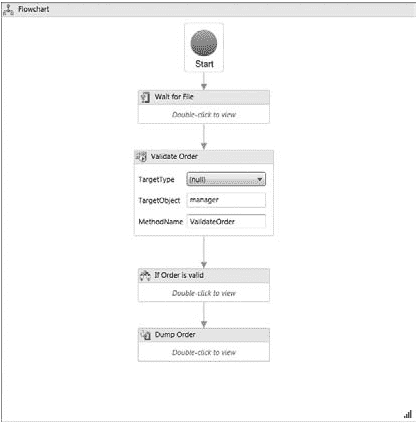 Flowchart
Start
Wait for File
Double-click to view
Validate Order
TargetType (null)
TargetObject manager
MethodName ValidateOrder
If Order is valid
Double-click to view
Dump Order
Double-click to view